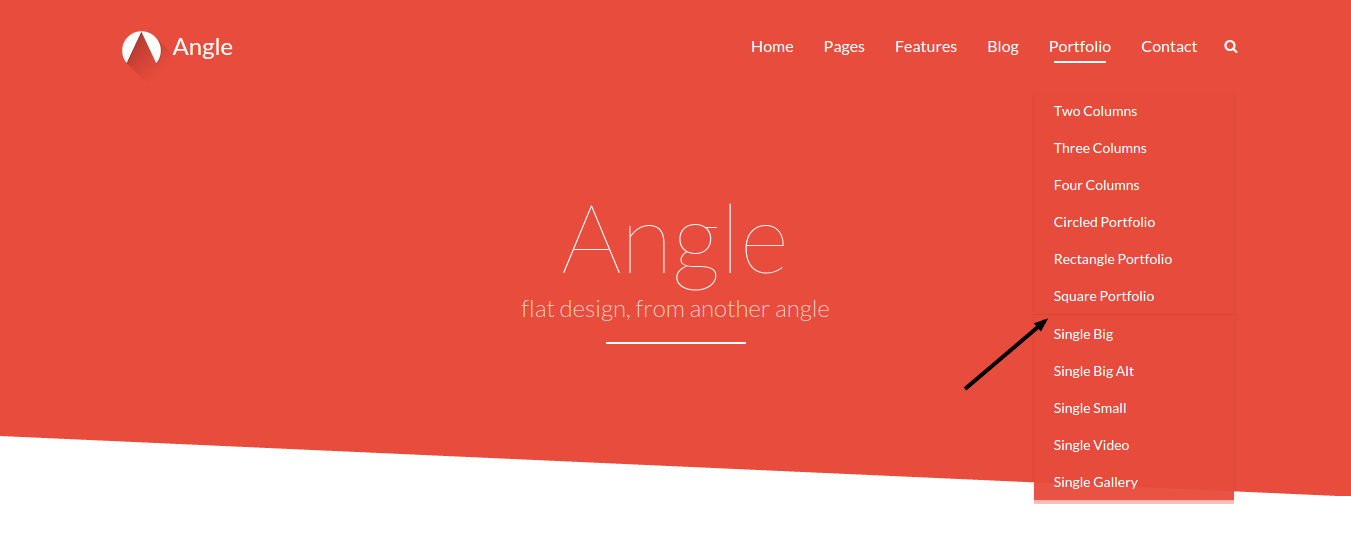 Angle
Home Pages Features Blog Portfolio Contact
Two Columns
Three Columns
Four Columns
Circled Portfolio
Rectangle Portfolio
Square Portfolio
Single Big
Single Big Alt
Single Small
Single Video
Single Gallery
Angle
flat design, from another angle